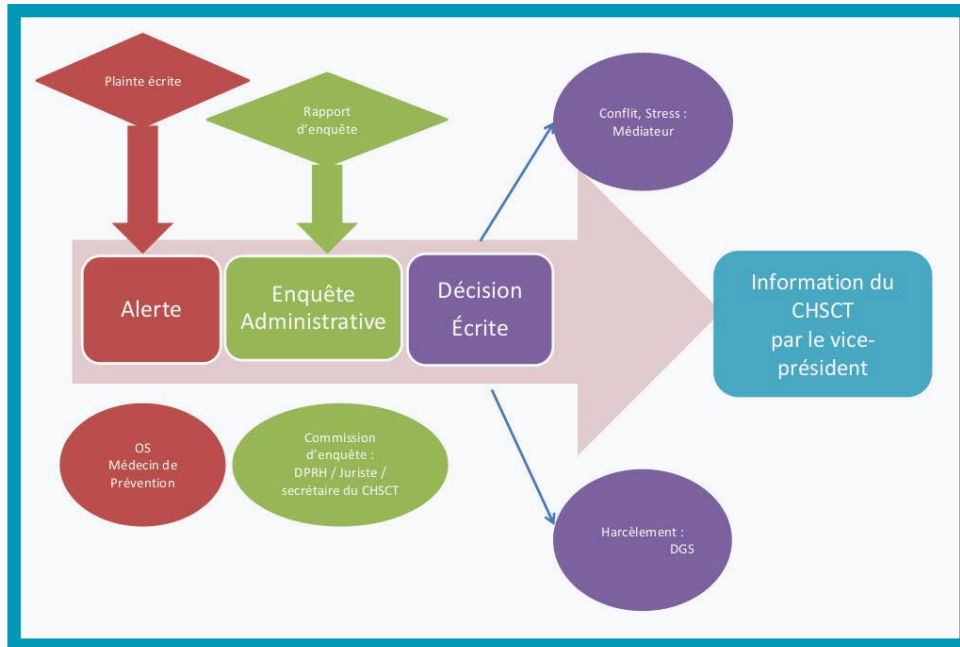 Plainte écrite
Rapport
d'enquête
Conflit, Stress :
Médiateur
Alerte
Enquête
Administrative
Décision
Écrite
Information du
CHSCT
par le vice-
président
OS
Médecin de
Prévention
Commission
d'enquête :
DPRH / Juriste /
secrétaire du CHSCT
Harcèlement :
DGS